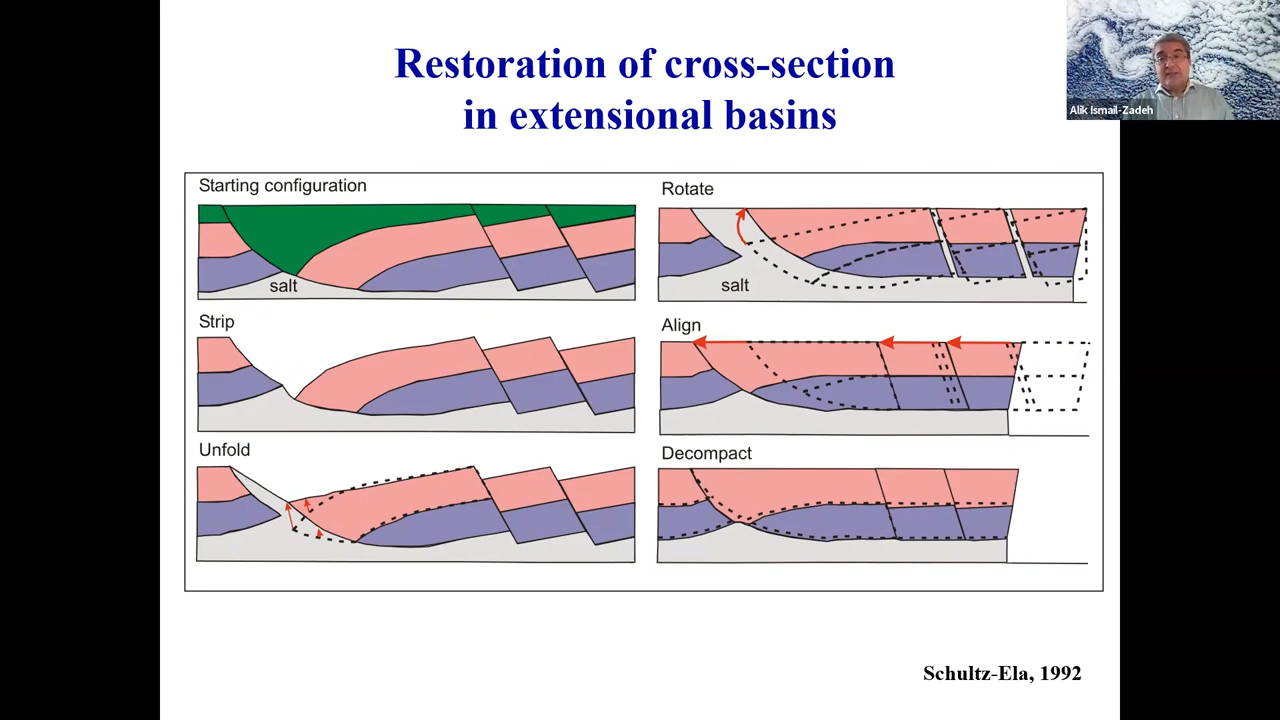 Restoration of cross-section
in extensional basins
Alik Ismail-Zadeh
Starting configuration
salt
Strip
Unfold
Rotate
salt
Align
Decompact
Schultz-Ela, 1992